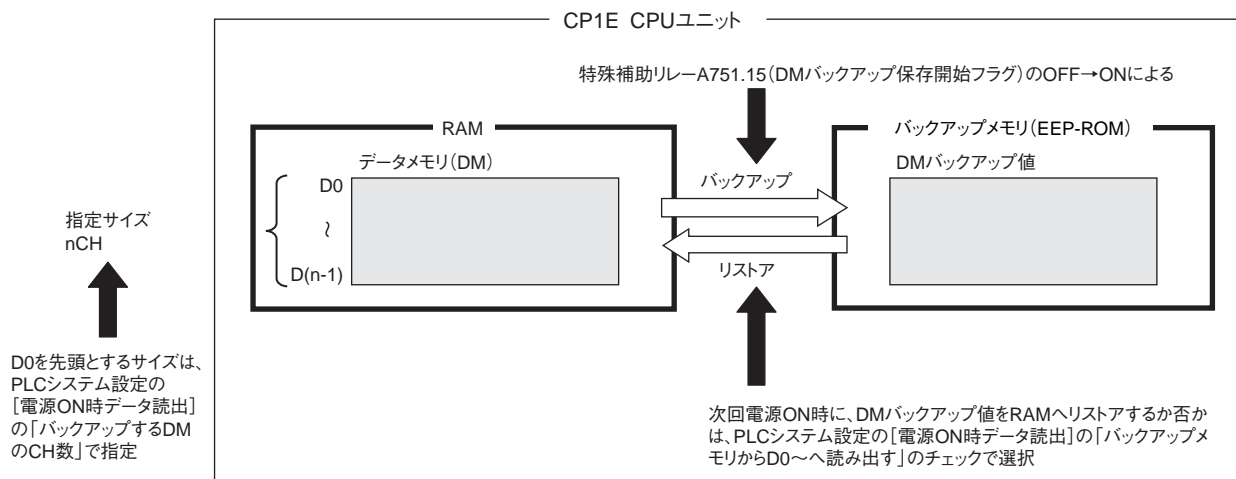 CP1E CPUユニット
特殊補助リレーA751.15(DMバックアップ保存開始フラグ)のOFF→ONによる
RAM
バックアップメモリ(EEP-ROM)
データメモリ(DM)
DMバックアップ値
D0
~
D(n-1)
バックアップ
リストア
指定サイズ
nCH
D0を先頭とするサイズは、
PLCシステム設定の
[電源ON時データ読出]
の「バックアップするDM
のCH数」で指定
次回電源ON時に、DMバックアップ値をRAMへリストアするか否か
は、PLCシステム設定の[電源ON時データ読出]の「バックアップメ
モリからD0~へ読み出す」のチェックで選択